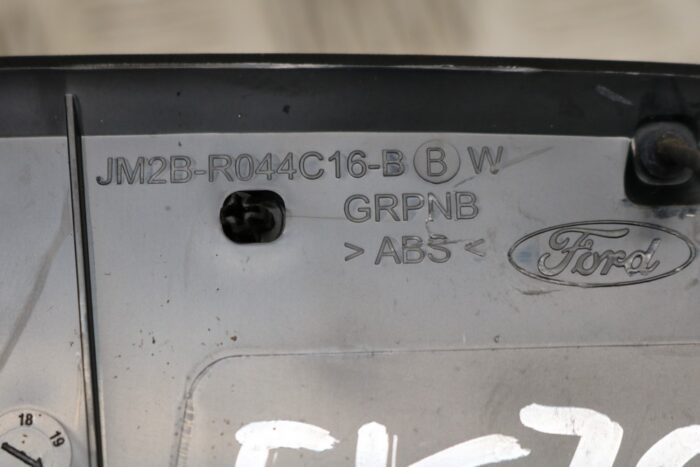 JM2B-R044C16-B B W
GRPNB
> ABS <
Ford
18
19